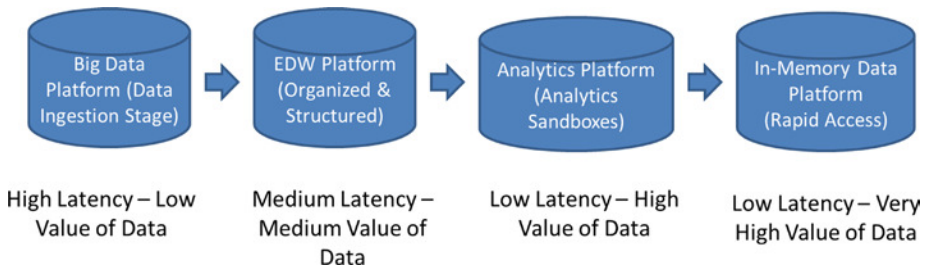 Big Data
Platform (Data
Ingestion Stage)
EDW Platform
(Organized &
Structured)
Analytics Platform
(Analytics
Sandboxes)
In-Memory Data
Platform
(Rapid Access)
High Latency – Low
Value of Data
Medium Latency –
Medium Value of
Data
Low Latency – High
Value of Data
Low Latency – Very
High Value of Data